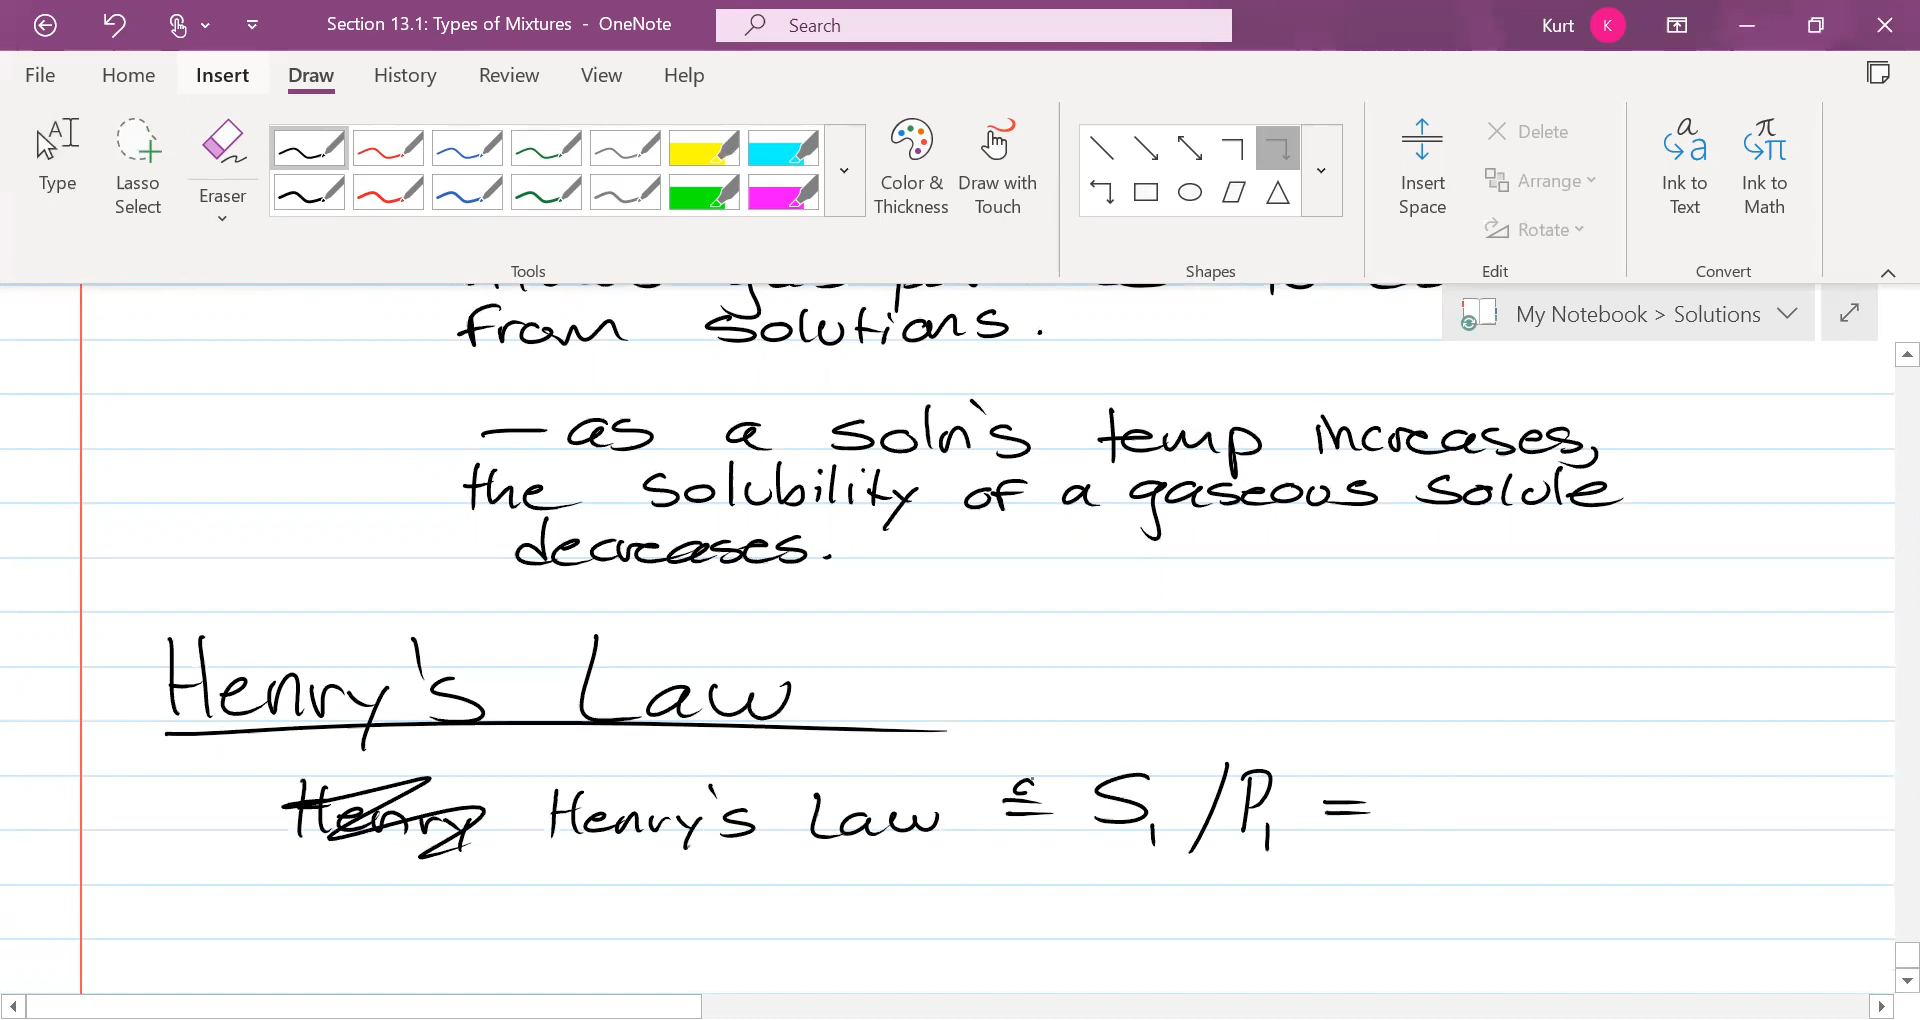 Section 13.1: Types of Mixtures - OneNote
Search
Kurt K
File Home Insert Draw History Review View Help
Type
Lasso Select
Eraser
Color & Thickness
Draw with Touch
Insert Space
Delete
Arrange
Rotate
Ink to Text
Ink to Math
Tools
Shapes
Edit
Convert
My Notebook > Solutions
from solutions.
— as a soln's temp increases,
the solubility of a gaseous solute
decreases.
Henry's Law
Henry Henry's Law = S₁ / P₁ =